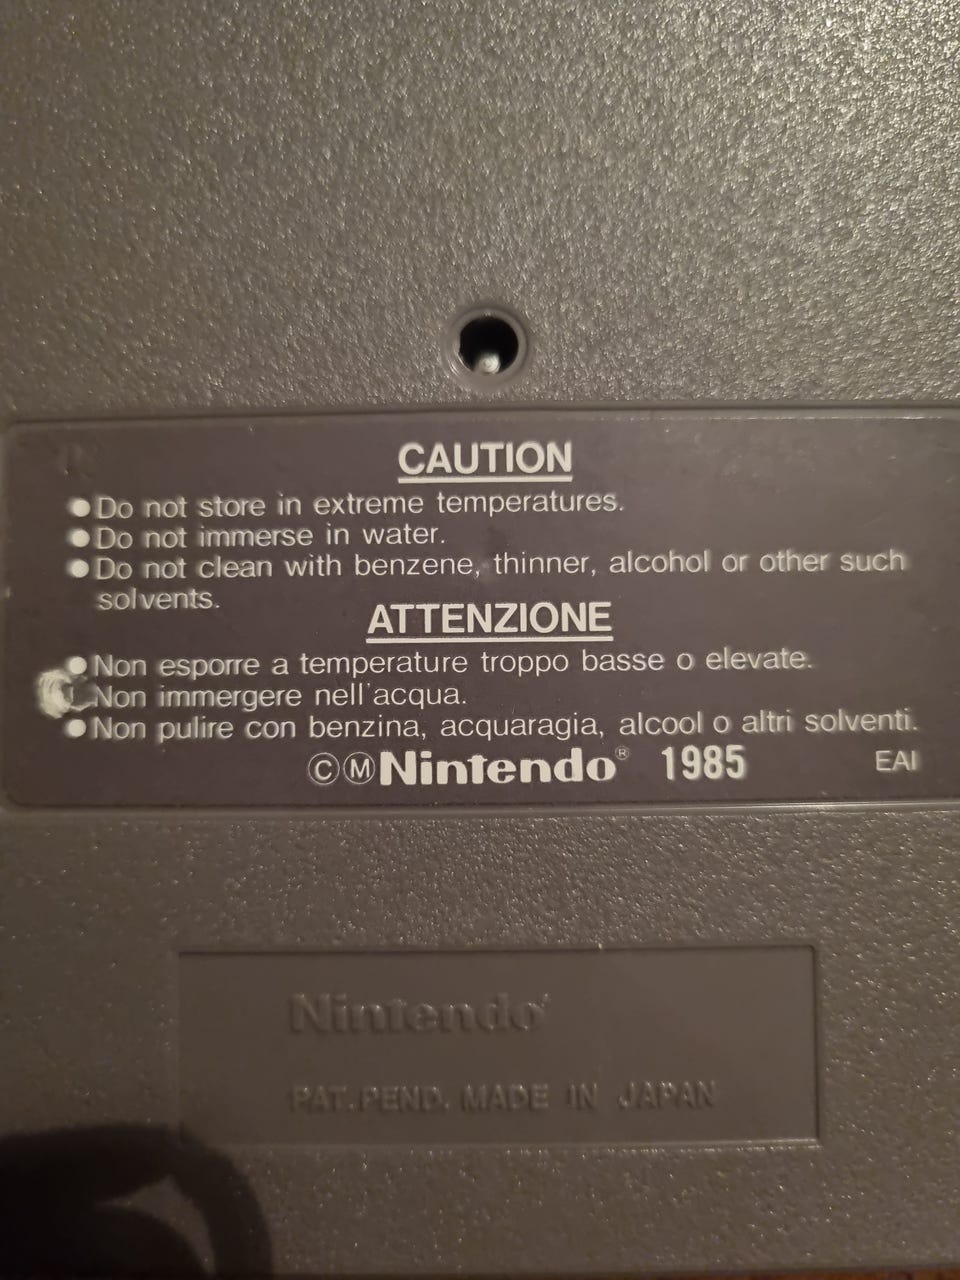 CAUTION
●Do not store in extreme temperatures.
●Do not immerse in water.
●Do not clean with benzene, thinner, alcohol or other such
solvents.
ATTENZIONE
●Non esporre a temperature troppo basse o elevate.
●Non immergere nell'acqua.
●Non pulire con benzina, acquaragia, alcool o altri solventi.
ⒸⓂNintendo® 1985 EAI
Nintendo®
PAT.PEND. MADE IN JAPAN